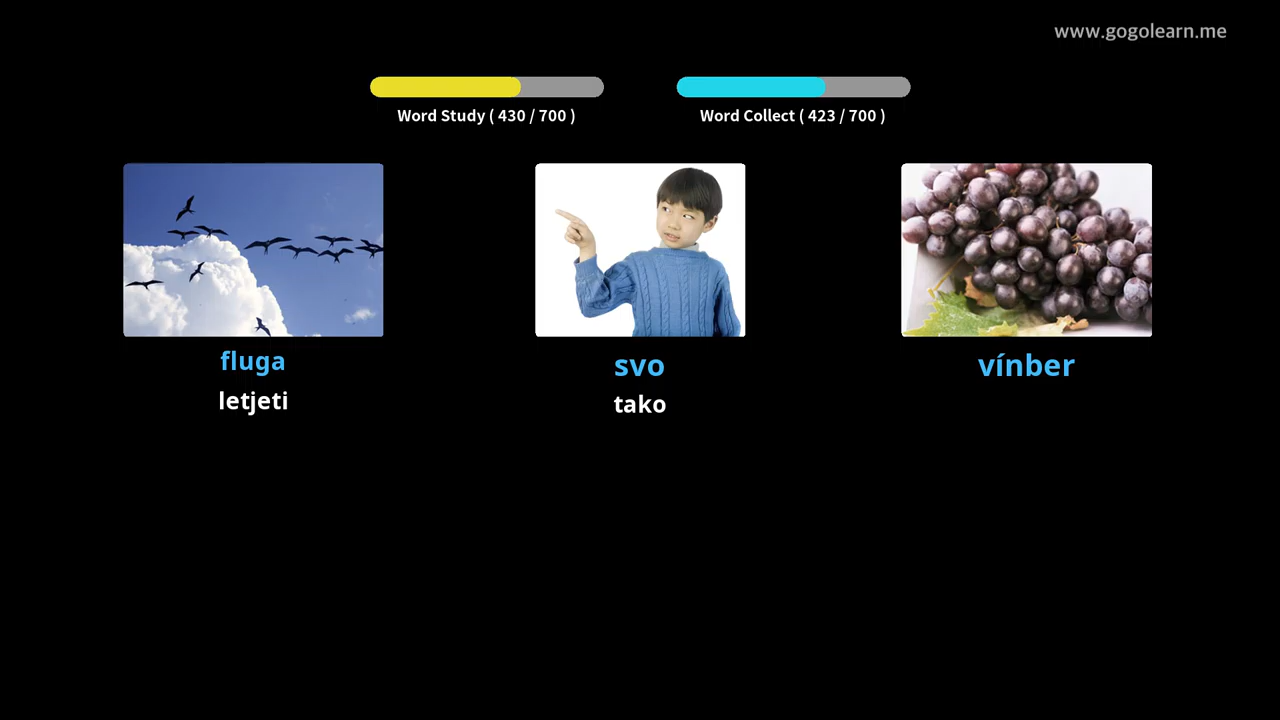 www.gogolearn.me
Word Study ( 430 / 700 )
Word Collect ( 423 / 700 )
fluga
letjeti
svo
tako
vínber